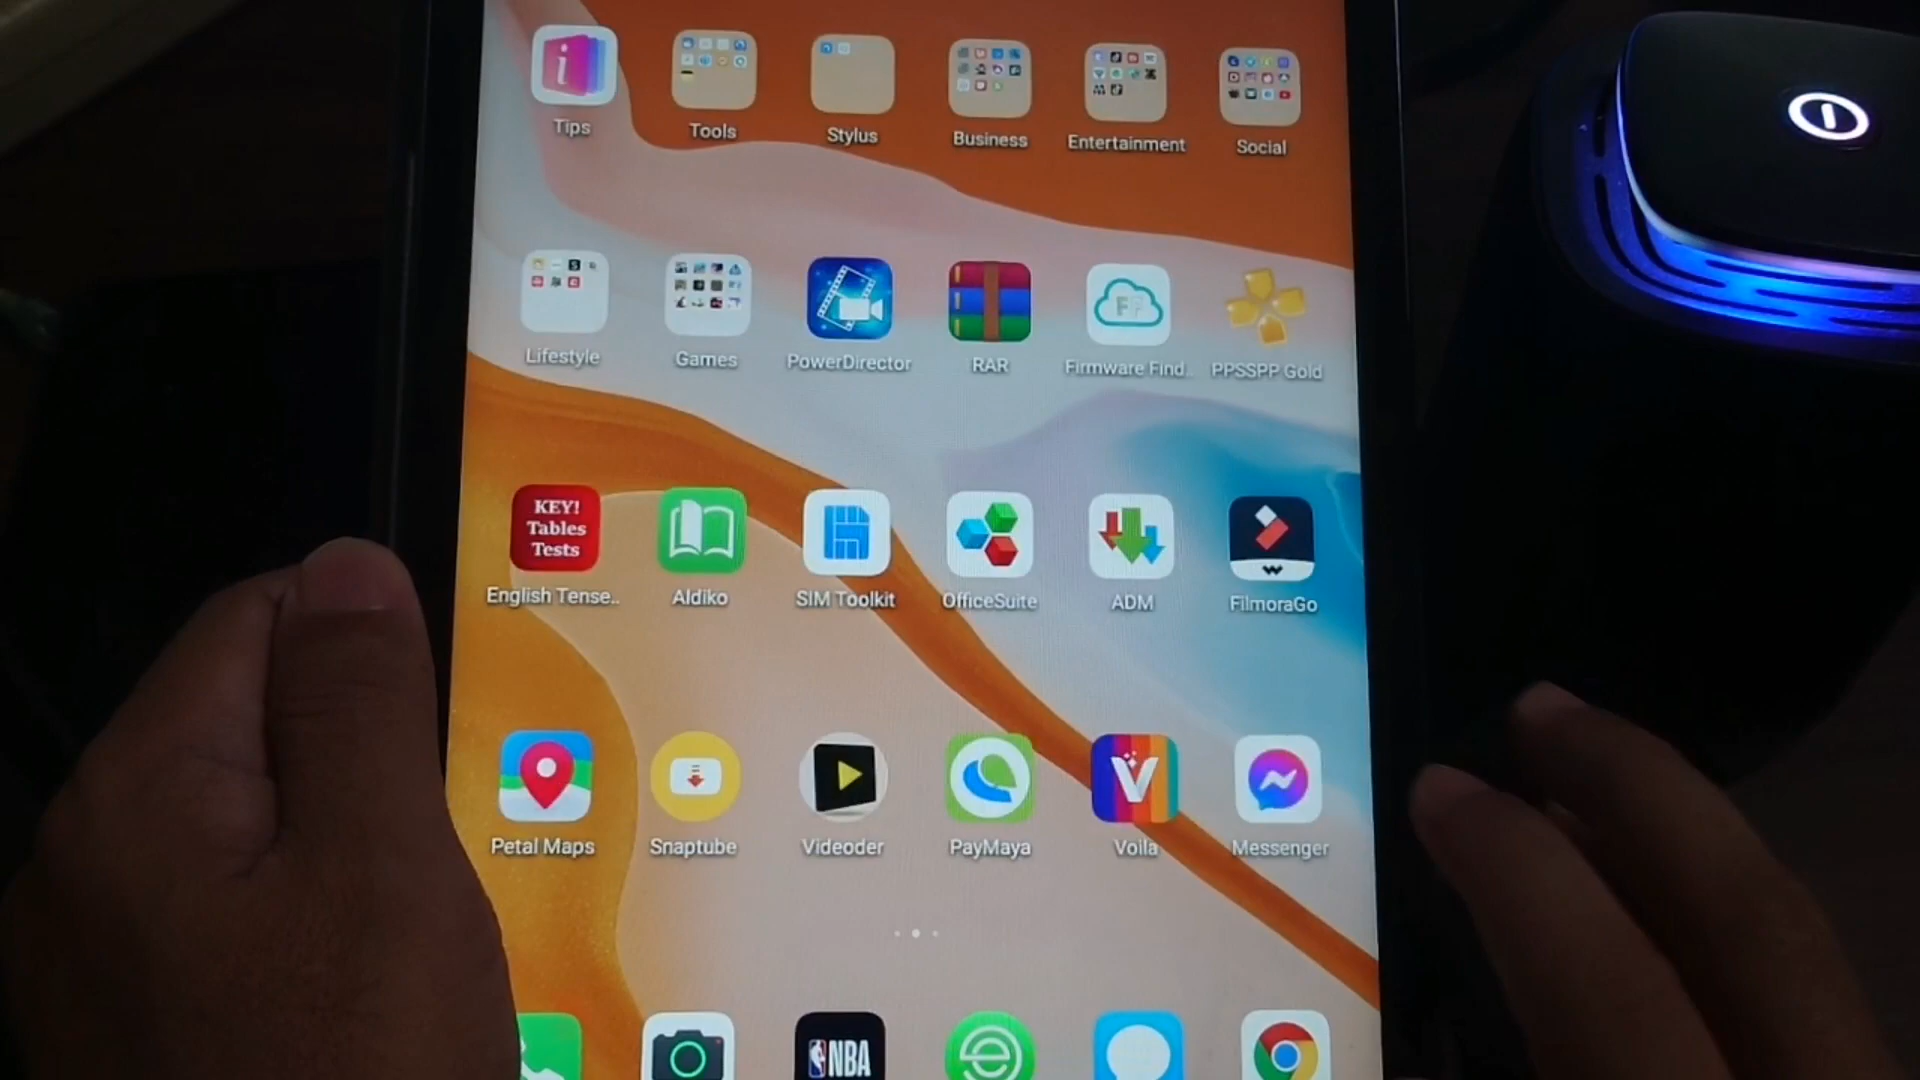 Tips
Tools
Stylus
Business
Entertainment
Social
Lifestyle
Games
PowerDirector
RAR
FF
Firmware Find..
PPSSPP Gold
KEY!
Tables
Tests
English Tense..
Aldiko
SIM Toolkit
OfficeSuite
ADM
FilmoraGo
Petal Maps
Snaptube
Videoder
PayMaya
Voila
Messenger
NBA